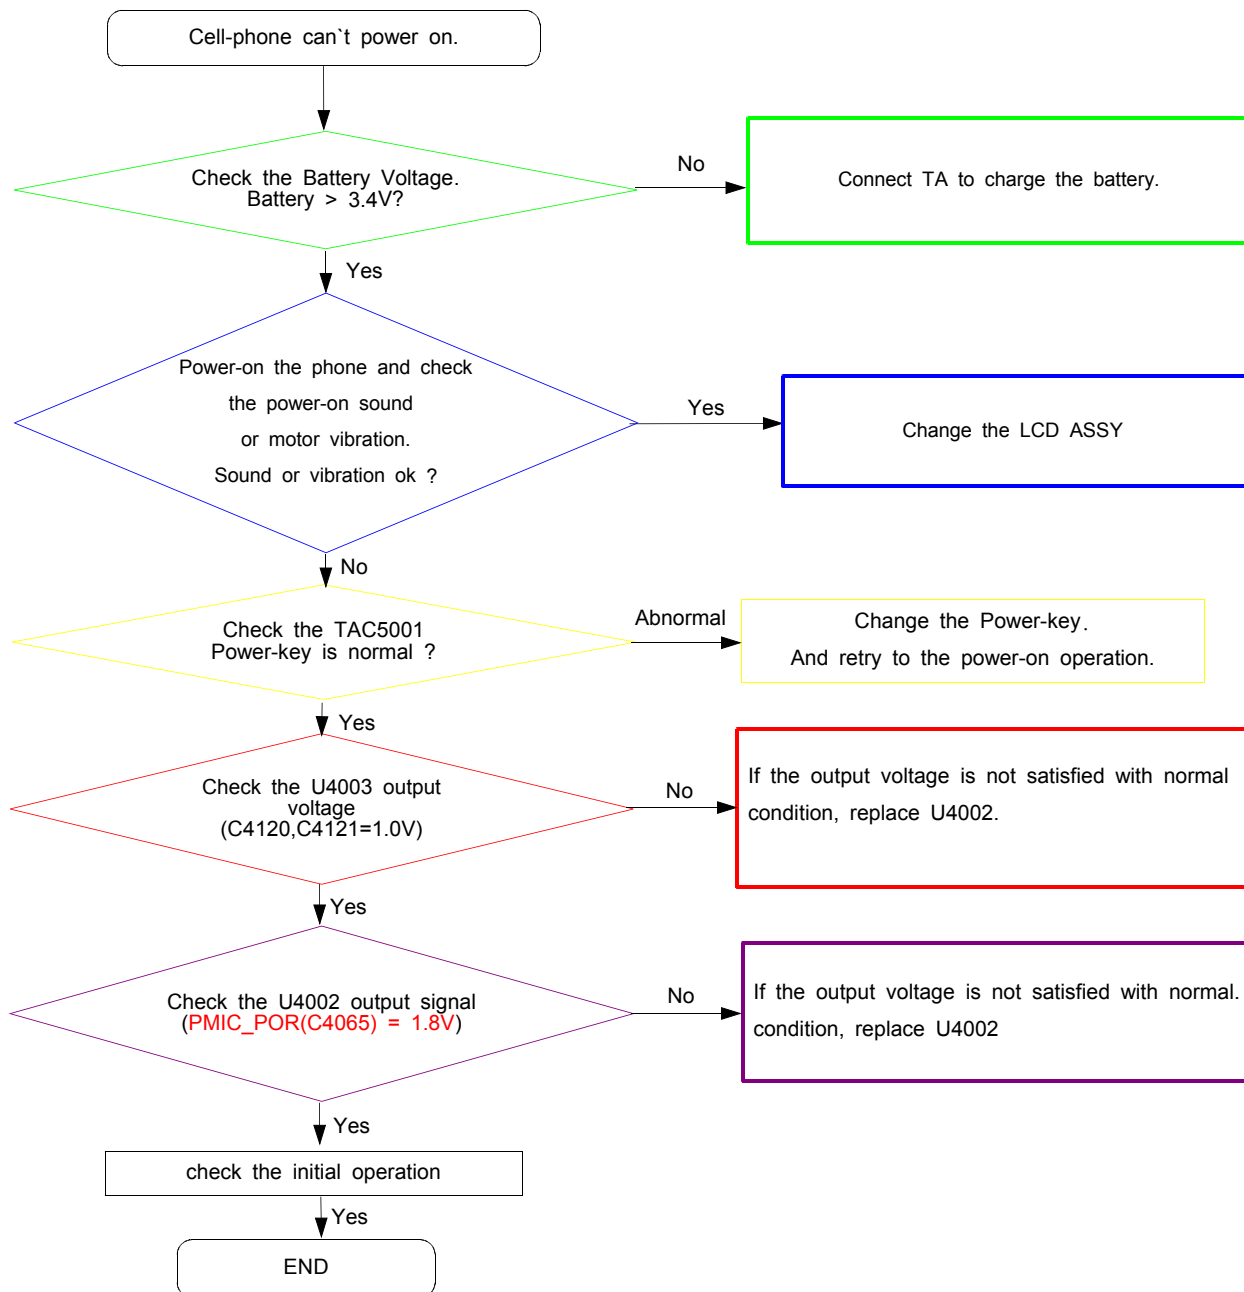 Cell-phone can`t power on.
Check the Battery Voltage.
Battery > 3.4V?
No
Connect TA to charge the battery.
Yes
Power-on the phone and check
the power-on sound
or motor vibration.
Sound or vibration ok ?
Yes
Change the LCD ASSY
No
Check the TAC5001
Power-key is normal ?
Abnormal
Change the Power-key.
And retry to the power-on operation.
Yes
Check the U4003 output
voltage
(C4120,C4121=1.0V)
No
If the output voltage is not satisfied with normal
condition, replace U4002.
Yes
Check the U4002 output signal
(PMIC_POR(C4065) = 1.8V)
No
If the output voltage is not satisfied with normal.
condition, replace U4002
Yes
check the initial operation
Yes
END